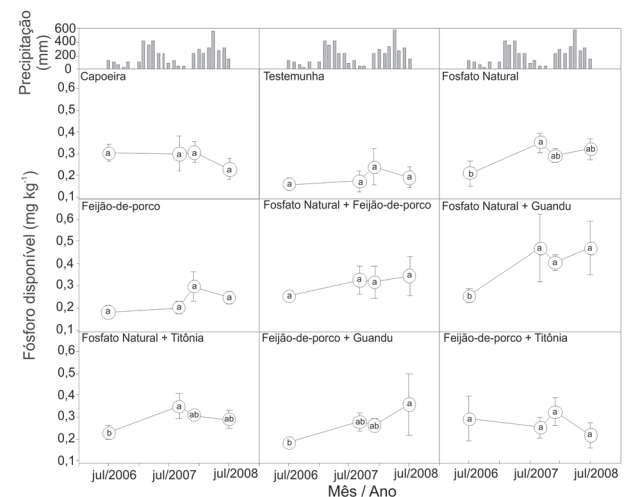 Precipitação
(mm)
600
400
200
0
Capoeira
Testemunha
Fosfato Natural
0,6
0,5
0,4
0,3
0,2
0,1
a a a a
a a a a
b a ab ab
Fósforo disponível (mg kg-1)
Feijão-de-porco
Fosfato Natural + Feijão-de-porco
Fosfato Natural + Guandu
0,6
0,5
0,4
0,3
0,2
0,1
a a a a
a a a a
b a a a
Fosfato Natural + Titônia
Feijão-de-porco + Guandu
Feijão-de-porco + Titônia
0,6
0,5
0,4
0,3
0,2
0,1
b a ab ab
b ab ab a
a a a a
jul/2006 jul/2007 jul/2008
jul/2006 jul/2007 jul/2008
jul/2006 jul/2007 jul/2008
Mês / Ano